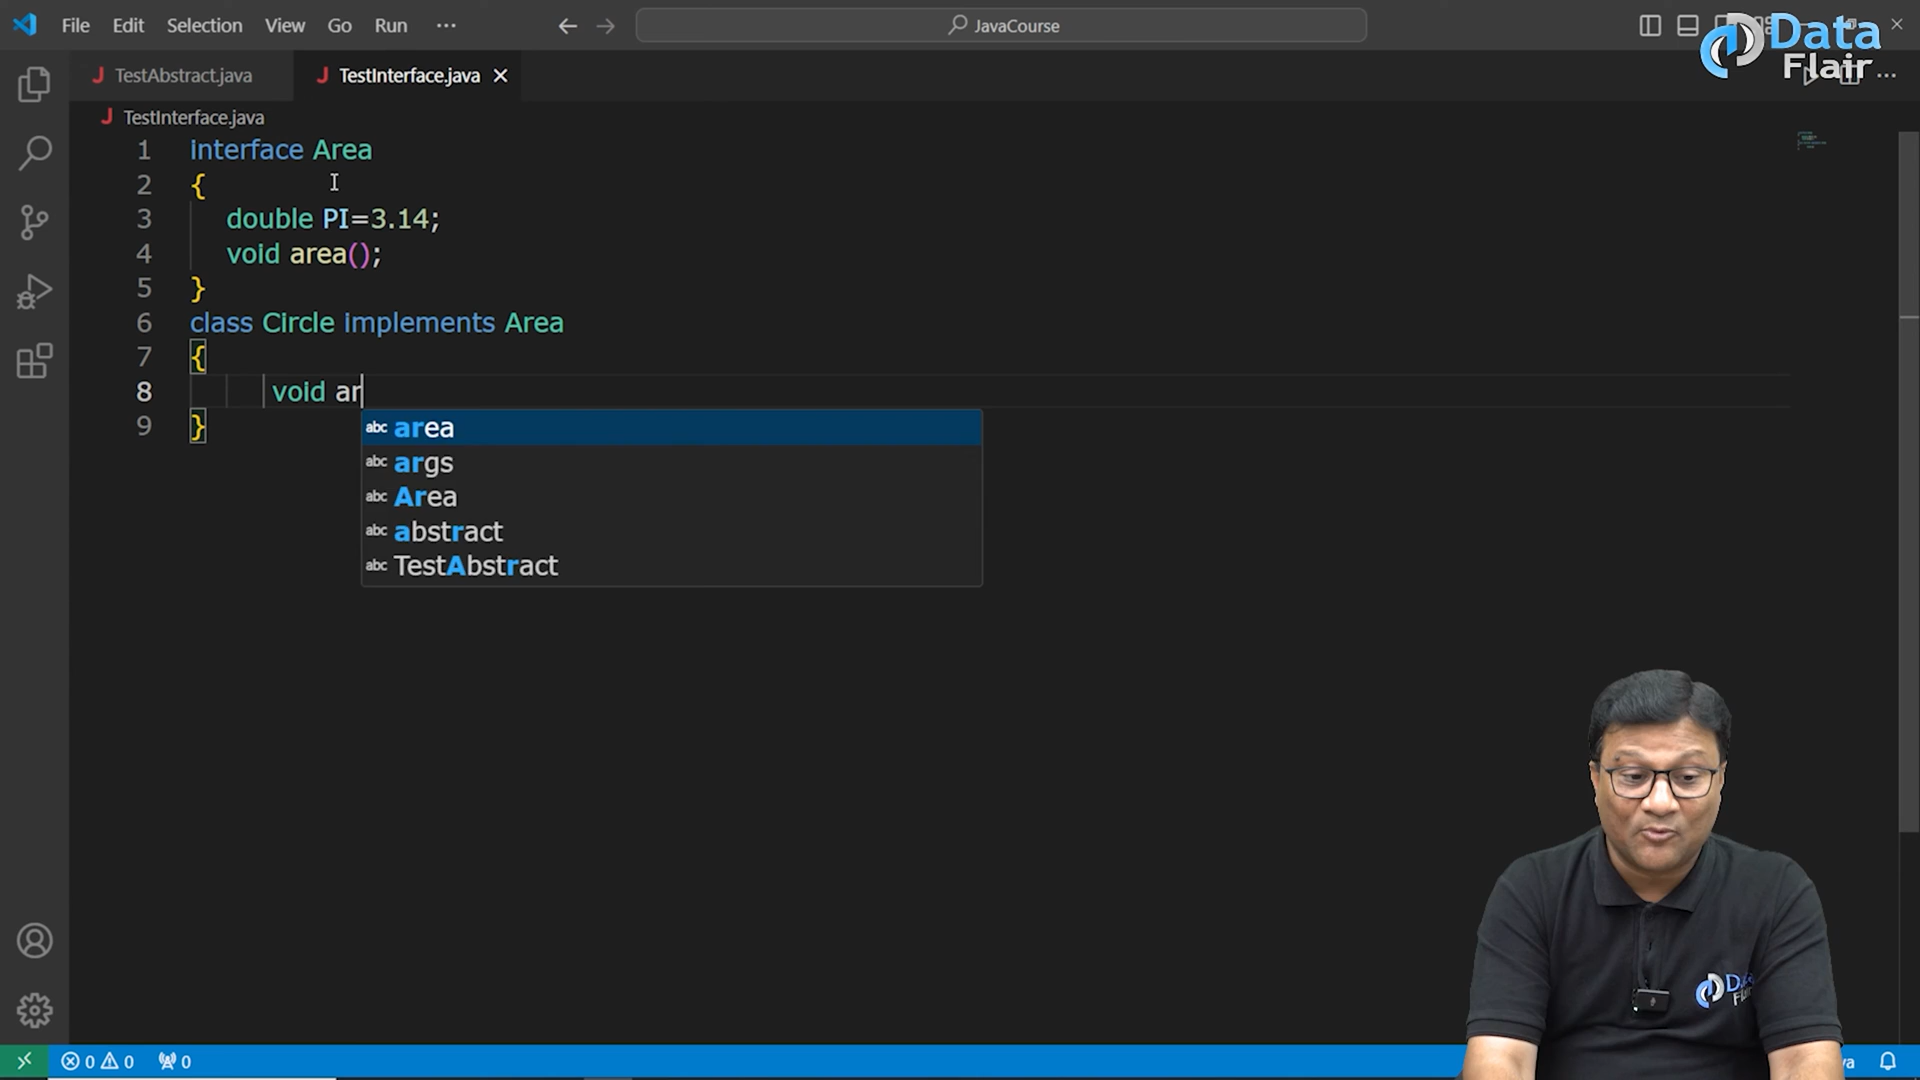 File Edit Selection View Go Run ··· JavaCourse
Data
Flair
TestAbstract.java TestInterface.java
TestInterface.java
1 interface Area
2 {
3 double PI=3.14;
4 void area();
5 }
6 class Circle implements Area
7 {
8 void ar
9 }
abc area
abc args
abc Area
abc abstract
abc TestAbstract
0 0 0